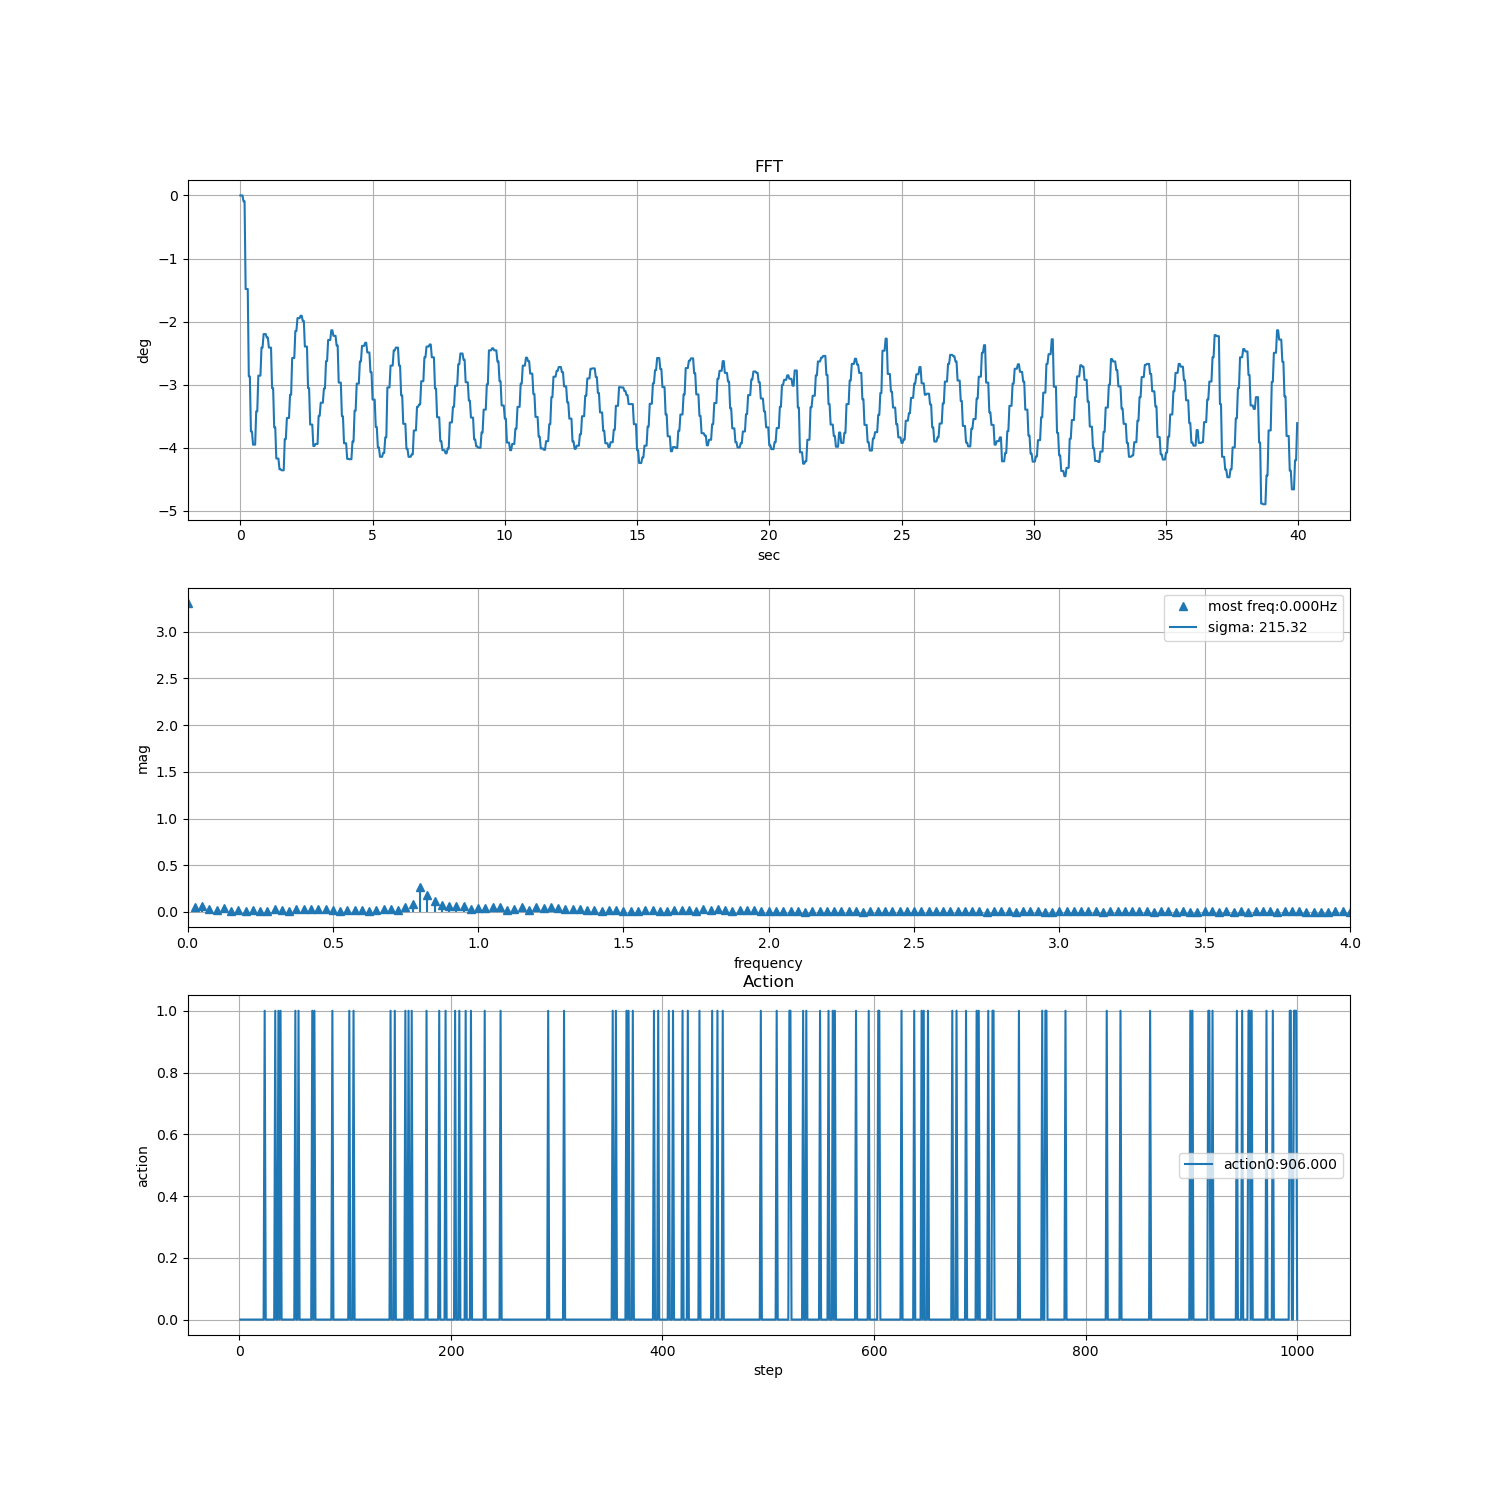 FFT
0
−1
−2
−3
−4
−5
deg
0 5 10 15 20 25 30 35 40
sec
most freq:0.000Hz
sigma: 215.32
3.0
2.5
2.0
1.5
1.0
0.5
0.0
mag
0.0 0.5 1.0 1.5 2.0 2.5 3.0 3.5 4.0
frequency
Action
1.0
0.8
0.6
0.4
0.2
0.0
action
action0:906.000
0 200 400 600 800 1000
step